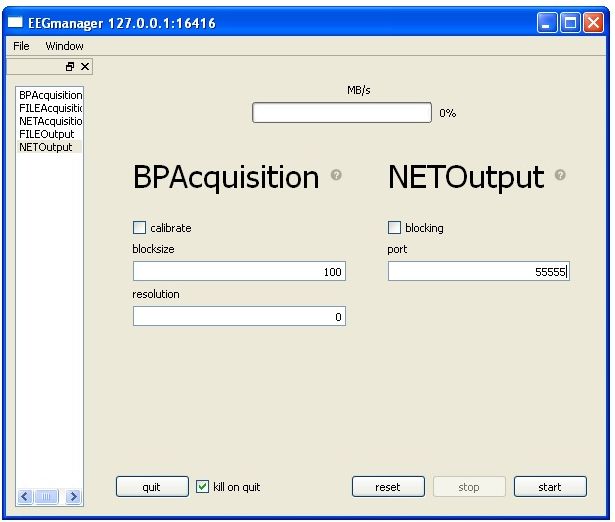 EEGmanager 127.0.0.1:16416
File Window
BPAcquisition
FILEAcquisitic
NETAcquisitio
FILEOutput
NETOutput
MB/s
0%
BPAcquisition ?
NETOutput ?
calibrate
blocking
blocksize
port
100
55555
resolution
0
quit
kill on quit
reset
stop
start